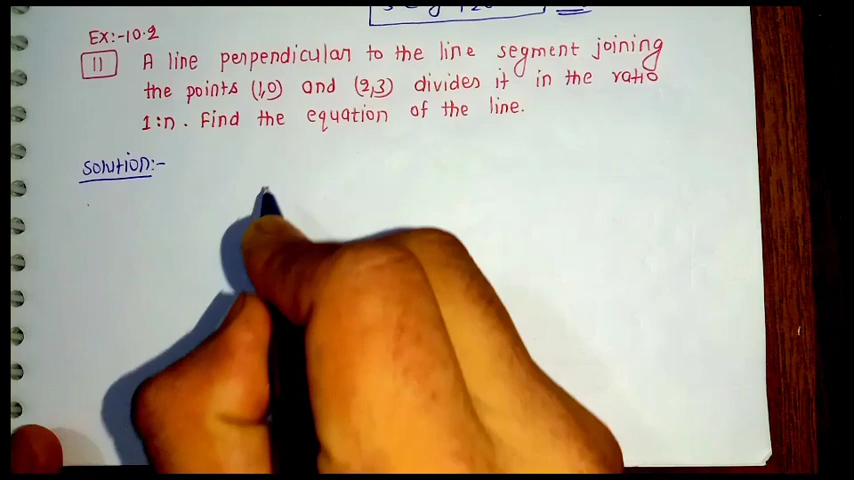 Ex:-10.2
11 A line perpendicular to the line segment joining
the points (1,0) and (2,3) divides it in the ratio
1:n. Find the equation of the line.
Solution:-